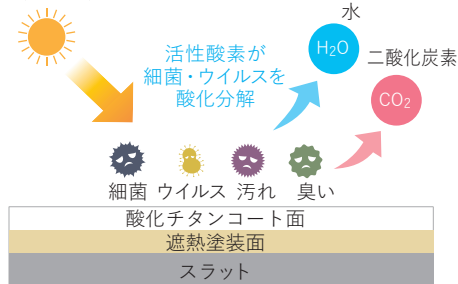 水
活性酸素が
細菌・ウイルスを
酸化分解
H₂O
二酸化炭素
CO₂
細菌 ウイルス 汚れ 臭い
酸化チタンコート面
遮熱塗装面
スラット